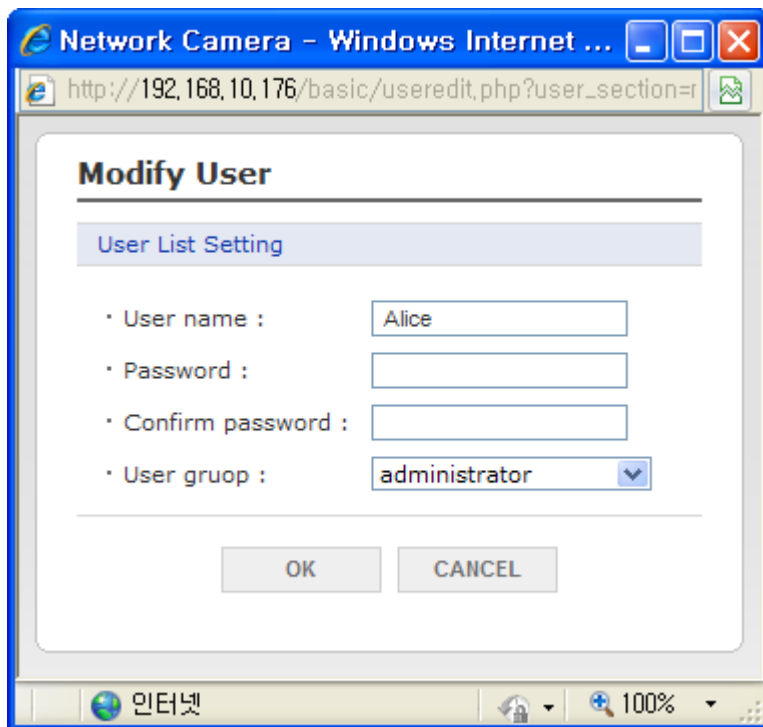 Network Camera - Windows Internet ...
http://192,168,10,176/basic/useredit,php?user_section=r
Modify User
User List Setting
· User name : Alice
· Password :
· Confirm password :
· User gruop : administrator
OK CANCEL
인터넷 100%